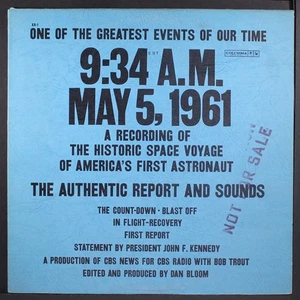 ONE OF THE GREATEST EVENTS OF OUR TIME
COLUMBIA
9:34 A.M. EST
MAY 5, 1961
A RECORDING OF
THE HISTORIC SPACE VOYAGE
OF AMERICA'S FIRST ASTRONAUT
THE AUTHENTIC REPORT AND SOUNDS
THE COUNT-DOWN · BLAST OFF
IN FLIGHT-RECOVERY
FIRST REPORT
STATEMENT BY PRESIDENT JOHN F. KENNEDY
A PRODUCTION OF CBS NEWS FOR CBS RADIO WITH BOB TROUT
EDITED AND PRODUCED BY DAN BLOOM
NOT FOR SALE